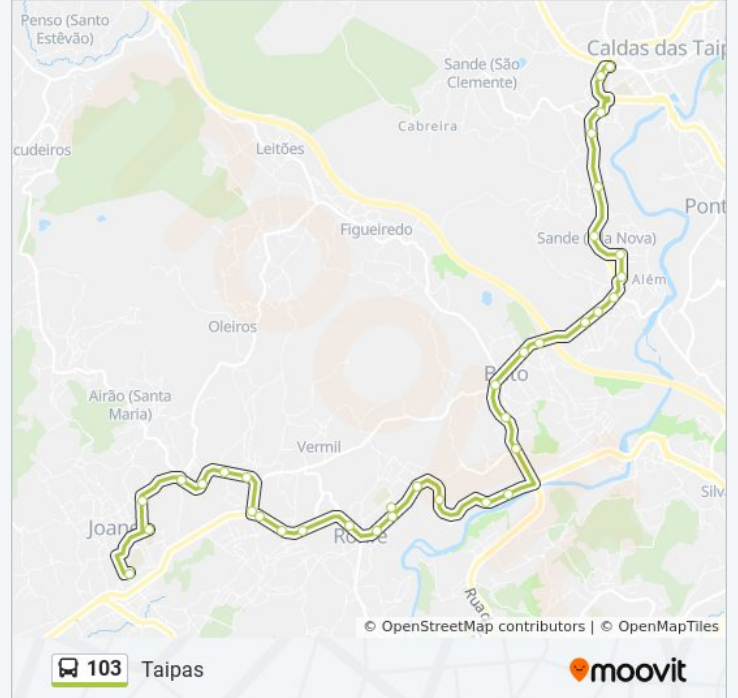 Penso (Santo
Estêvão)
Caldas das Taip
Sande (São
Clemente)
Cabreira
cudeiros
Leitões
Pont
Figueiredo
Sande (
a Nova)
Além
Oleiros
Airão (Santa
Maria)
Vermil
Silv
Joan
Rua
© OpenStreetMap contributors | © OpenMapTiles
103 Taipas
moovit